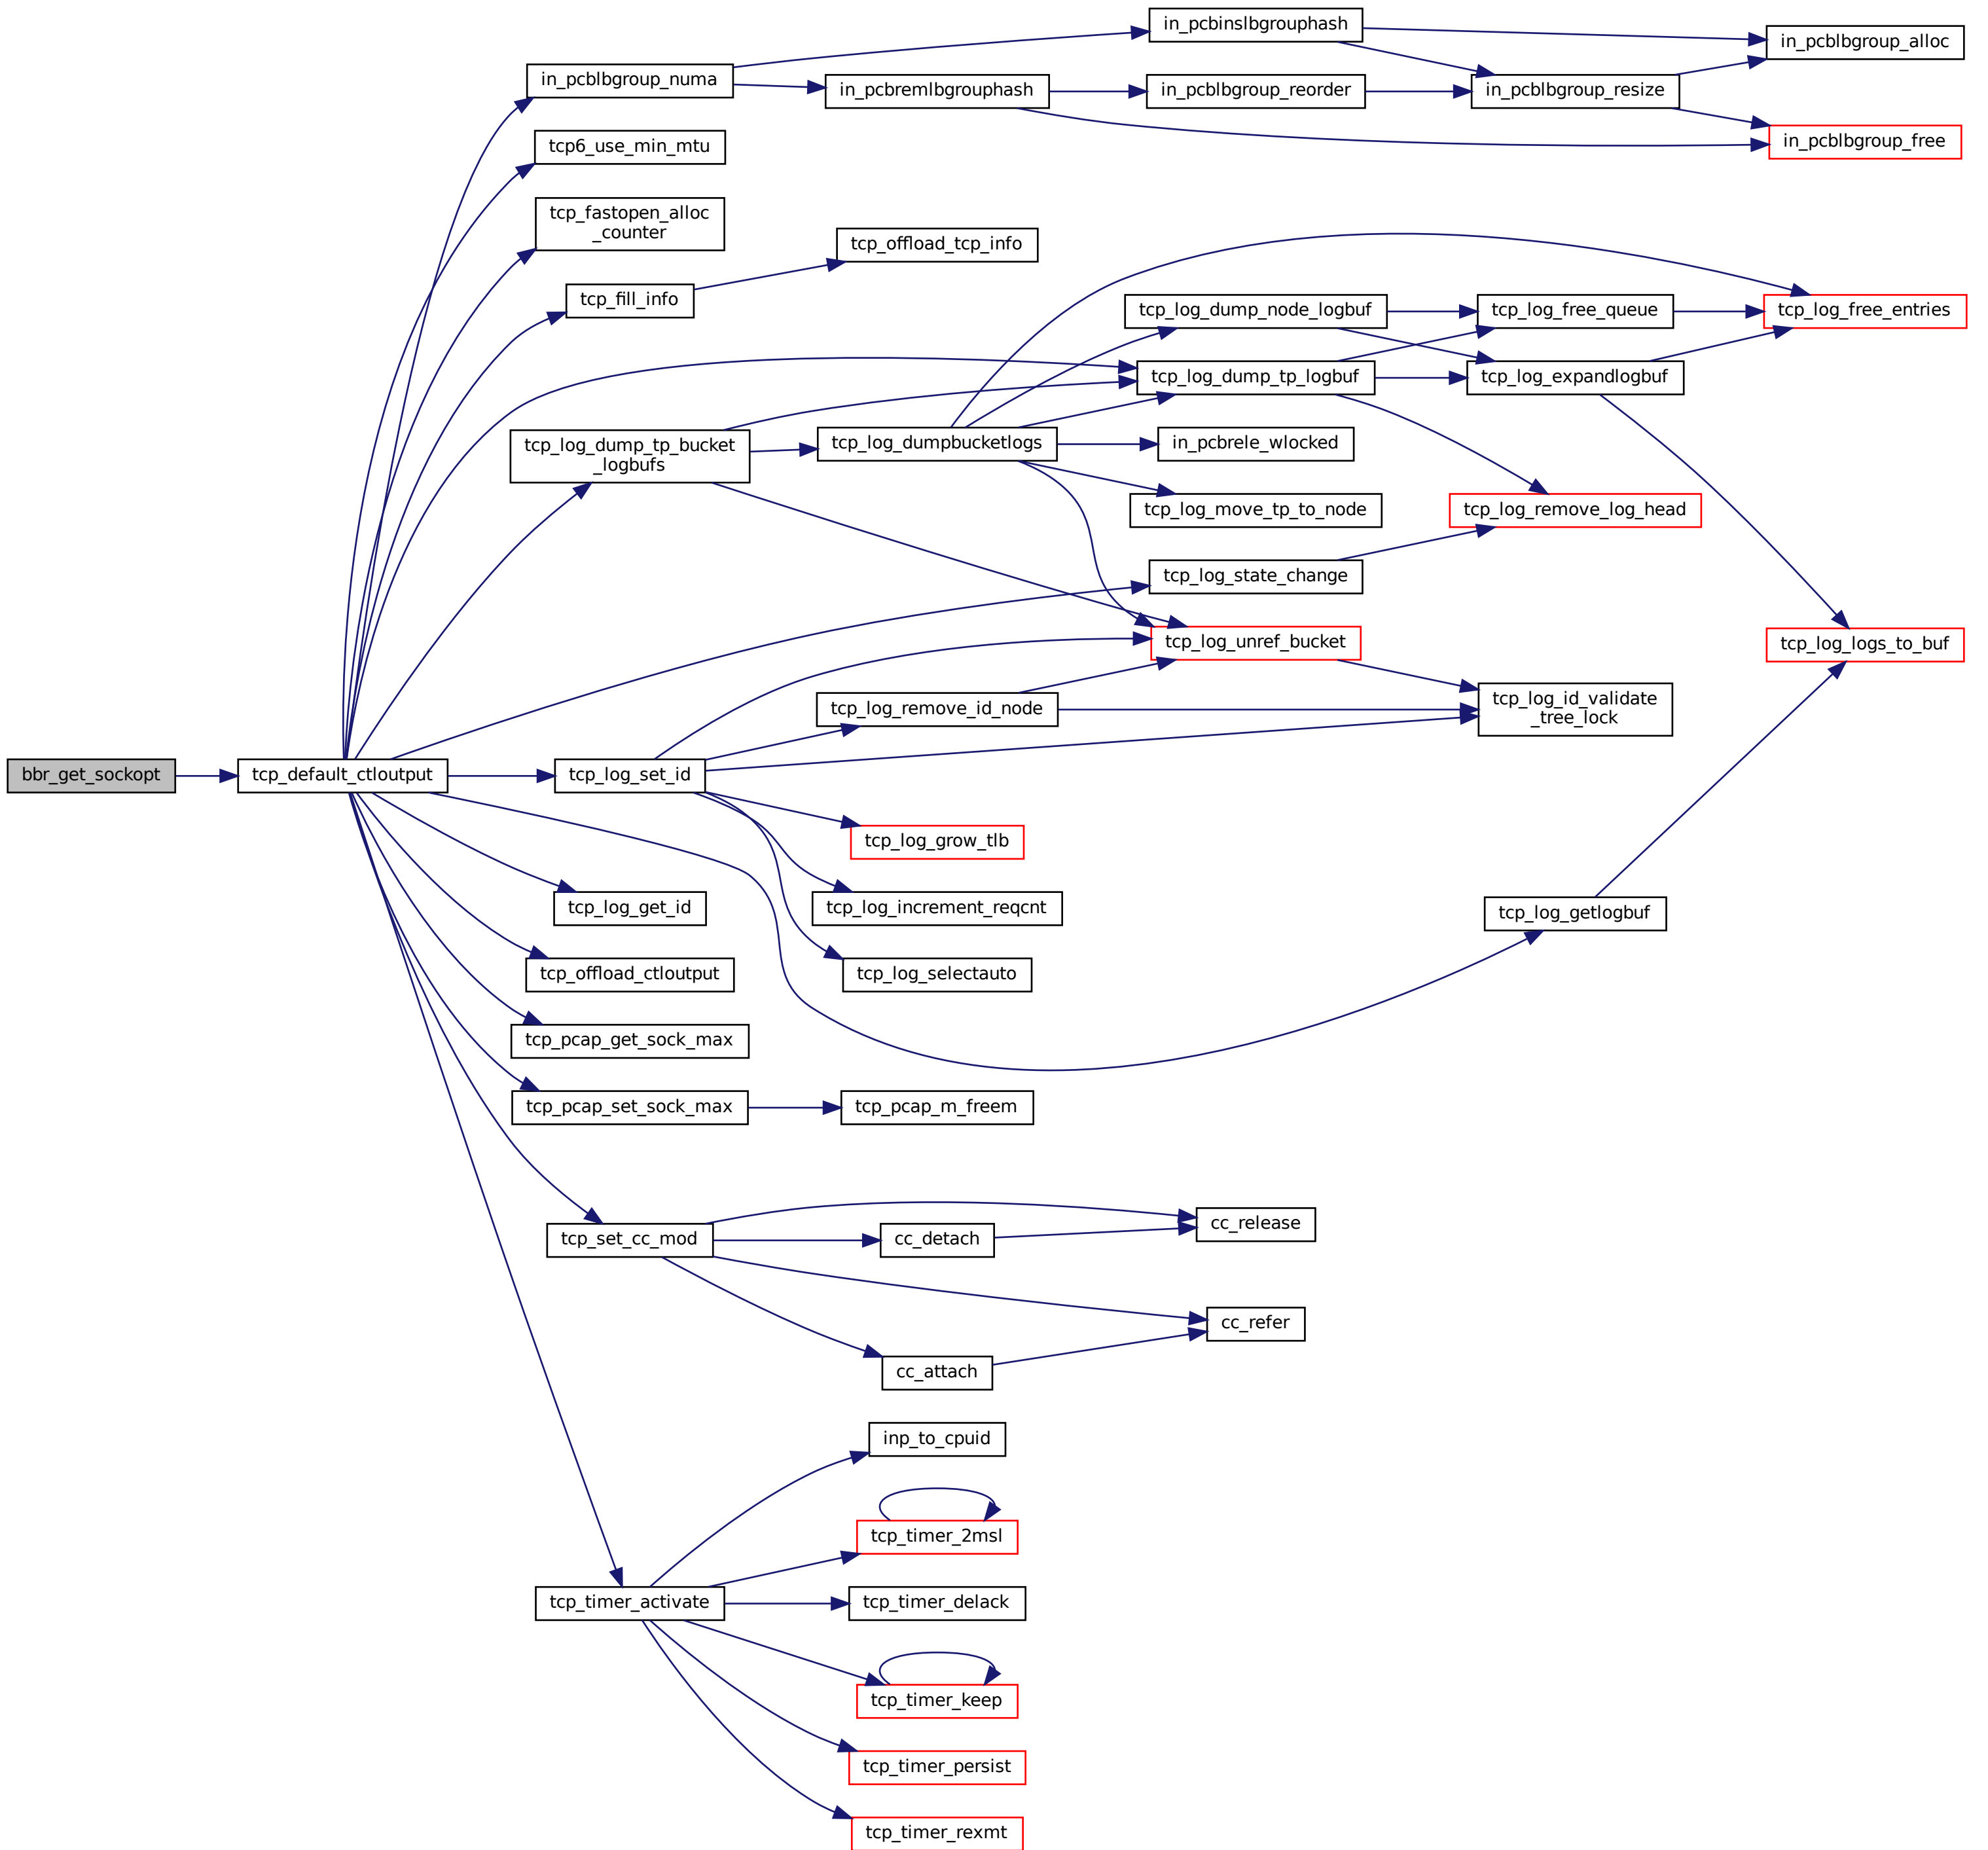 in_pcbinslbgrouphash
in_pcblbgroup_alloc
in_pcblbgroup_numa
in_pcbremlbgrouphash
in_pcblbgroup_reorder
in_pcblbgroup_resize
in_pcblbgroup_free
tcp6_use_min_mtu
tcp_fastopen_alloc
_counter
tcp_offload_tcp_info
tcp_fill_info
tcp_log_dump_node_logbuf
tcp_log_free_queue
tcp_log_free_entries
tcp_log_dump_tp_logbuf
tcp_log_expandlogbuf
tcp_log_dump_tp_bucket
_logbufs
tcp_log_dumpbucketlogs
in_pcbrele_wlocked
tcp_log_move_tp_to_node
tcp_log_remove_log_head
tcp_log_state_change
tcp_log_unref_bucket
tcp_log_logs_to_buf
tcp_log_remove_id_node
tcp_log_id_validate
_tree_lock
bbr_get_sockopt
tcp_default_ctloutput
tcp_log_set_id
tcp_log_grow_tlb
tcp_log_get_id
tcp_log_increment_reqcnt
tcp_log_getlogbuf
tcp_offload_ctloutput
tcp_log_selectauto
tcp_pcap_get_sock_max
tcp_pcap_set_sock_max
tcp_pcap_m_freem
tcp_set_cc_mod
cc_detach
cc_release
cc_refer
cc_attach
inp_to_cpuid
tcp_timer_2msl
tcp_timer_activate
tcp_timer_delack
tcp_timer_keep
tcp_timer_persist
tcp_timer_rexmt